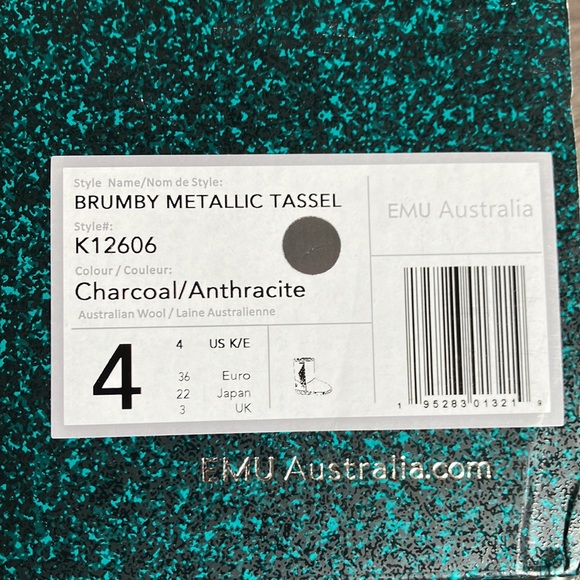 Style Name/Nom de Style:
BRUMBY METALLIC TASSEL
Style#:
K12606
Colour / Couleur:
Charcoal/Anthracite
Australian Wool / Laine Australienne
EMU Australia
4
4 US K/E
36 Euro
22 Japan
3 UK
1 95283 01321 9
EMU Australia.com